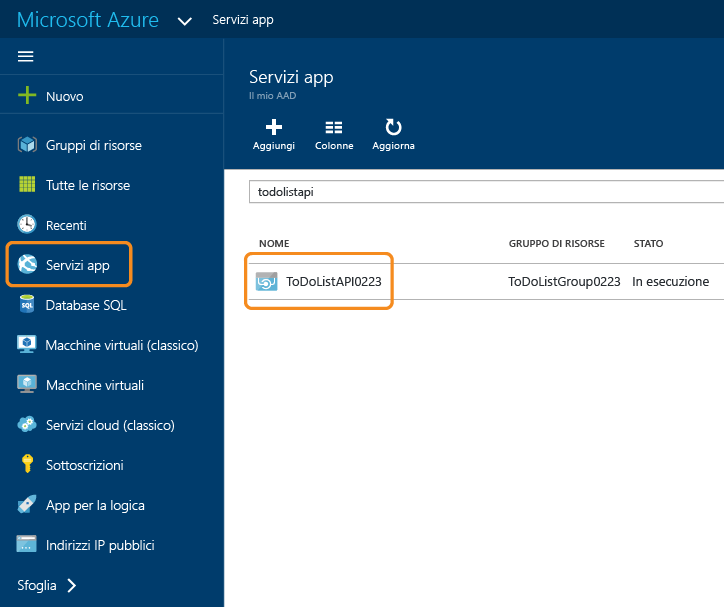 Microsoft Azure Servizi app
Nuovo
Gruppi di risorse
Tutte le risorse
Recenti
Servizi app
Database SQL
Macchine virtuali (classico)
Macchine virtuali
Servizi cloud (classico)
Sottoscrizioni
App per la logica
Indirizzi IP pubblici
Sfoglia
Servizi app
Il mio AAD
Aggiungi Colonne Aggiorna
todolistapi
NOME GRUPPO DI RISORSE STATO
ToDoListAPI0223 ToDoListGroup0223 In esecuzione